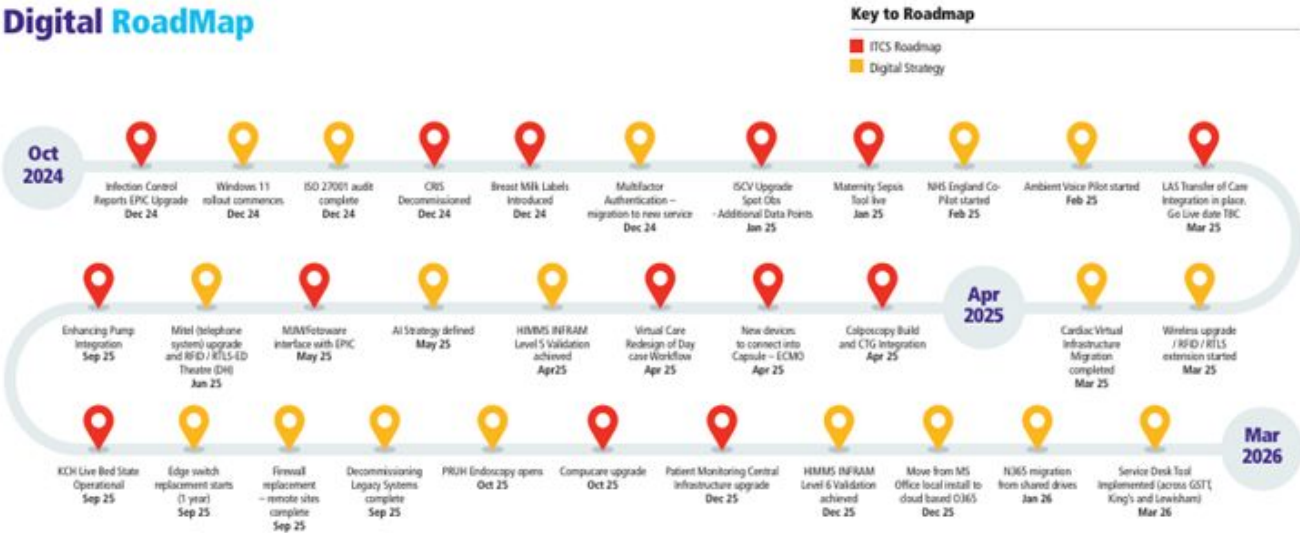 Digital RoadMap
Key to Roadmap
ITCS Roadmap
Digital Strategy
Oct
2024
Infection Control
Reports EPIC Upgrade
Dec 24
Windows 11
rollout commences
Dec 24
ISO 27001 audit
complete
Dec 24
CRIS
Decommissioned
Dec 24
Breast Milk Labels
Introduced
Dec 24
Multifactor
Authentication –
migration to new service
Dec 24
ISCV Upgrade
Spot Obs
- Additional Data Points
Jan 25
Maternity Sepsis
Tool live
Jan 25
NHS England Co-
Pilot started
Feb 25
Ambient Voice Pilot started
Feb 25
LAS Transfer of Care
Integration in place.
Go Live date TBC
Mar 25
Enhancing Pump
Integration
Sep 25
Mitel (telephone
system) upgrade
and RFID / RTLS-ED
Theatre (DH)
Jun 25
MJM/Fotoware
interface with EPIC
May 25
AI Strategy defined
May 25
HIMMS INFRAM
Level 5 Validation
achieved
Apr25
Virtual Care
Redesign of Day
case Workflow
Apr 25
New devices
to connect into
Capsule – ECMO
Apr 25
Colposcopy Build
and CTG Integration
Apr 25
Apr
2025
Cardiac Virtual
Infrastructure
Migration
completed
Mar 25
Wireless upgrade
/ RFID / RTLS
extension started
Mar 25
KCH Live Bed State
Operational
Sep 25
Edge switch
replacement starts
(1 year)
Sep 25
Firewall
replacement
– remote sites
complete
Sep 25
Decommissioning
Legacy Systems
complete
Sep 25
PRUH Endoscopy opens
Oct 25
Compucare upgrade
Oct 25
Patient Monitoring Central
Infrastructure upgrade
Dec 25
HIMMS INFRAM
Level 6 Validation
achieved
Dec 25
Move from MS
Office local install to
cloud based O365
Dec 25
N365 migration
from shared drives
Jan 26
Service Desk Tool
Implemented (across GSTT,
King's and Lewisham)
Mar 26
Mar
2026